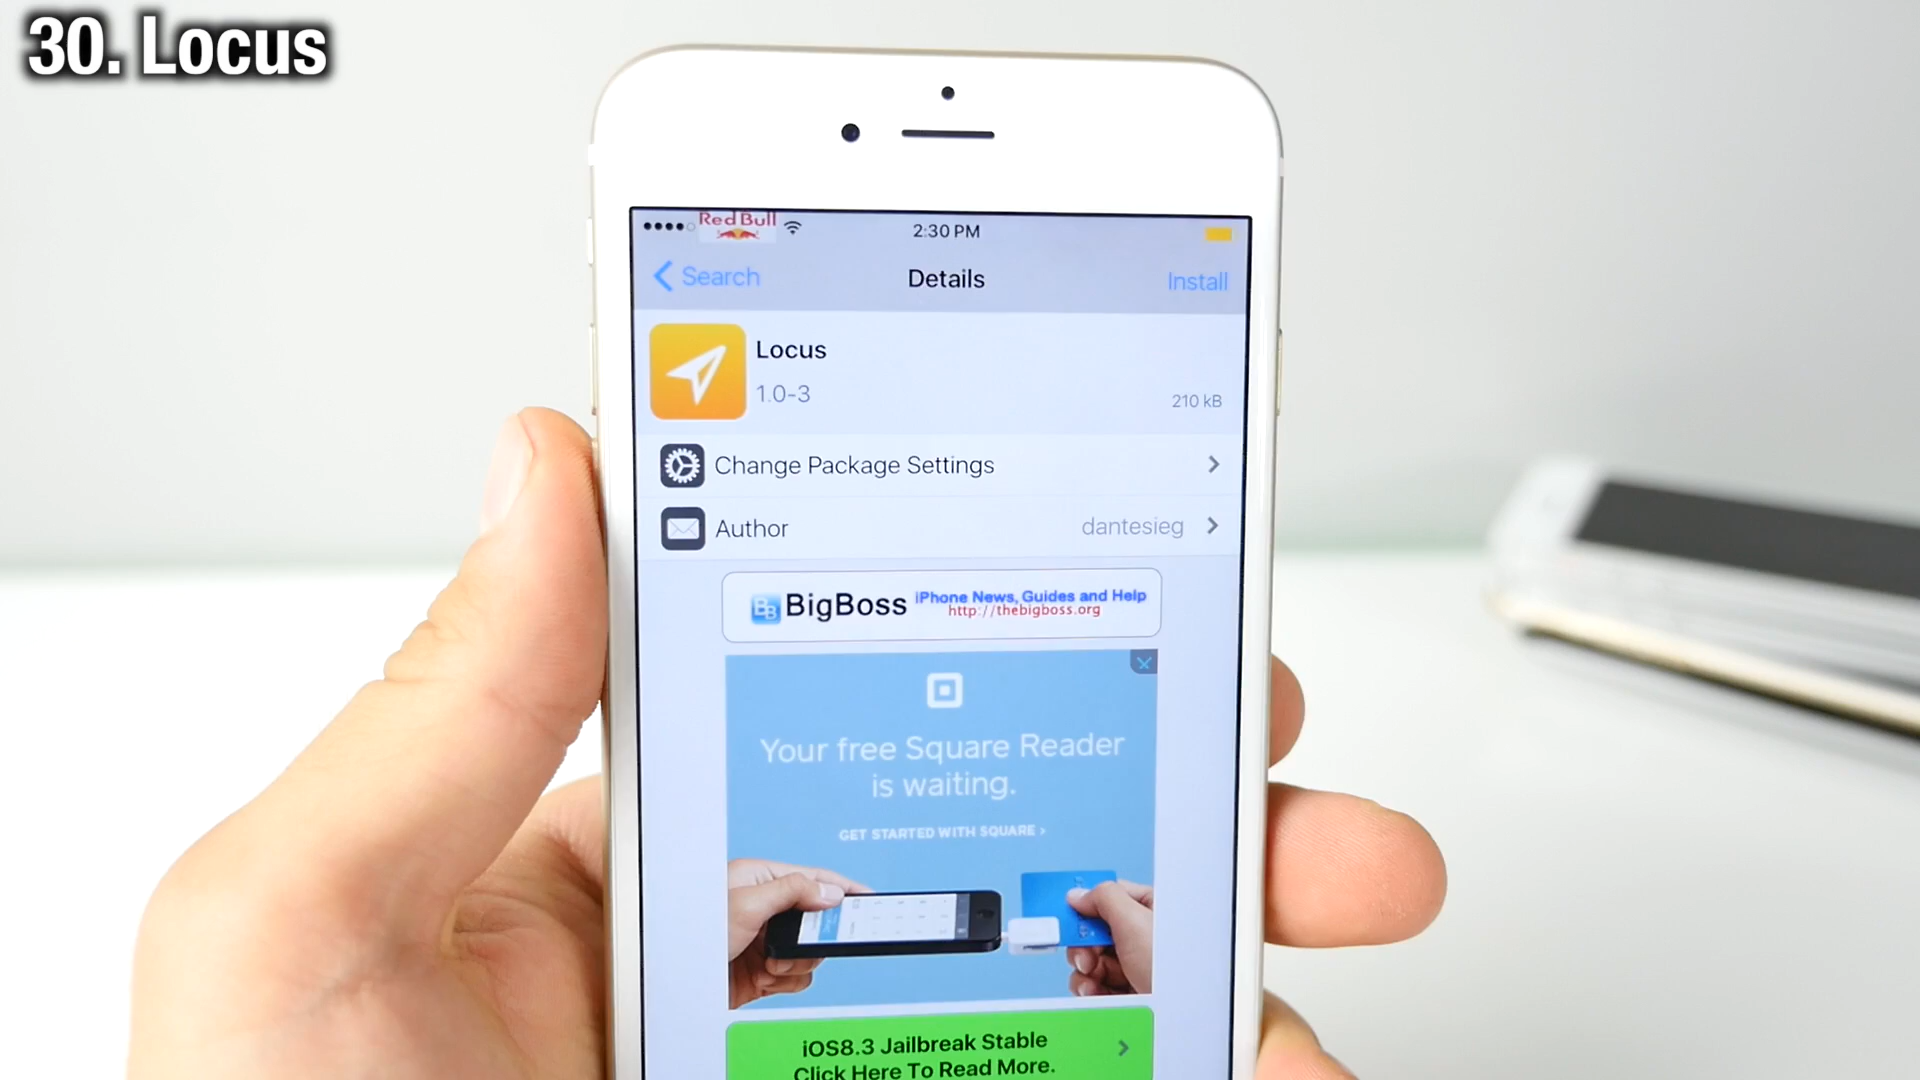 30. Locus
Red Bull
2:30 PM
Search
Details
Install
Locus
1.0-3
210 kB
Change Package Settings
Author
dantesieg
BB
BigBoss
iPhone News, Guides and Help
http://thebigboss.org
Your free Square Reader
is waiting.
GET STARTED WITH SQUARE >
iOS8.3 Jailbreak Stable
Click Here To Read More.